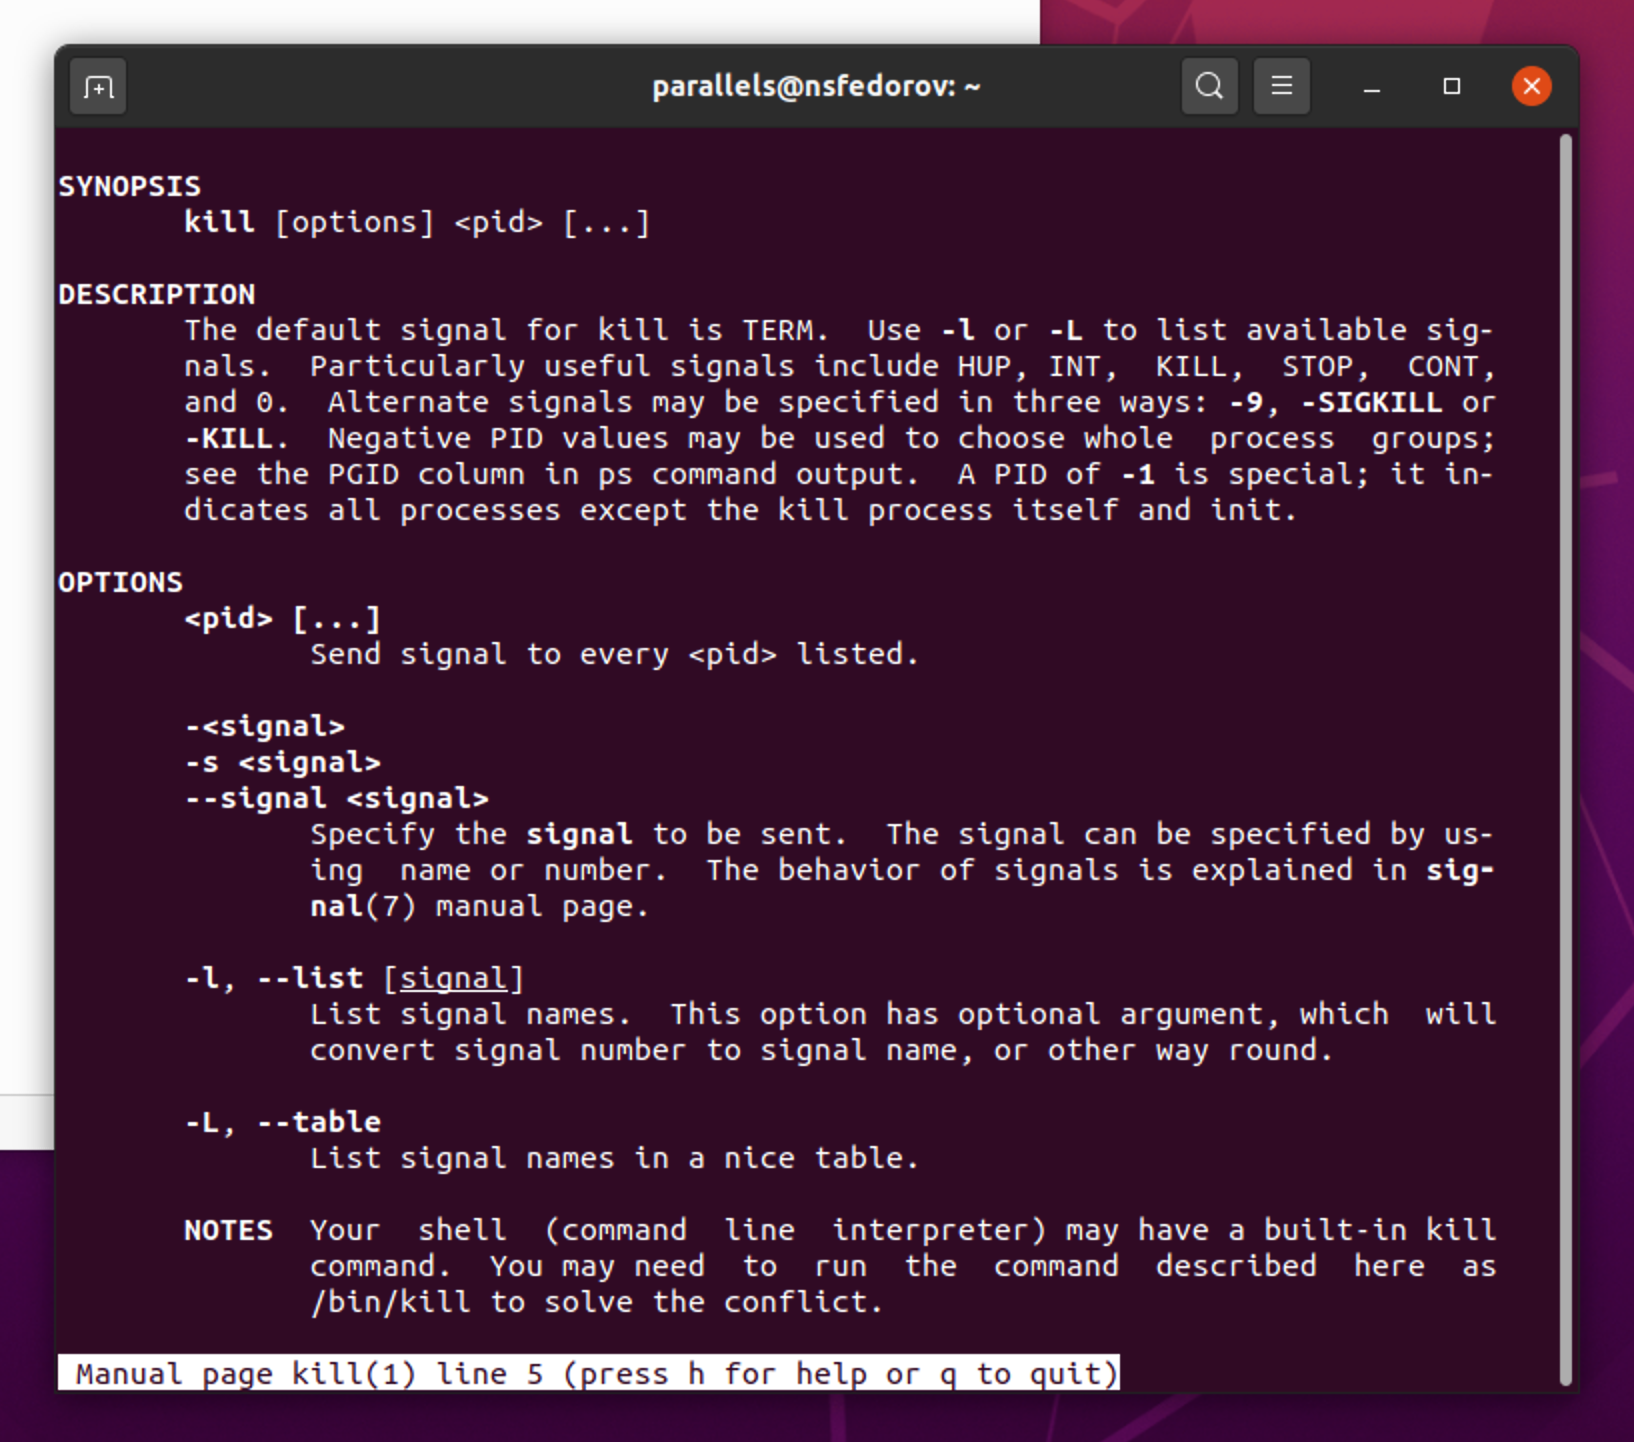 parallels@nsfedorov: ~
SYNOPSIS
kill [options] <pid> [...]
DESCRIPTION
The default signal for kill is TERM.  Use -l or -L to list available sig-
nals.  Particularly useful signals include HUP, INT,  KILL,  STOP,  CONT,
and 0.  Alternate signals may be specified in three ways: -9, -SIGKILL or
-KILL.  Negative PID values may be used to choose whole  process  groups;
see the PGID column in ps command output.  A PID of -1 is special; it in-
dicates all processes except the kill process itself and init.
OPTIONS
<pid> [...]
Send signal to every <pid> listed.
-<signal>
-s <signal>
--signal <signal>
Specify the signal to be sent.  The signal can be specified by us-
ing  name or number.  The behavior of signals is explained in sig-
nal(7) manual page.
-l, --list [signal]
List signal names.  This option has optional argument, which  will
convert signal number to signal name, or other way round.
-L, --table
List signal names in a nice table.
NOTES  Your  shell  (command  line  interpreter) may have a built-in kill
command.  You may need  to  run  the  command  described  here  as
/bin/kill to solve the conflict.
Manual page kill(1) line 5 (press h for help or q to quit)